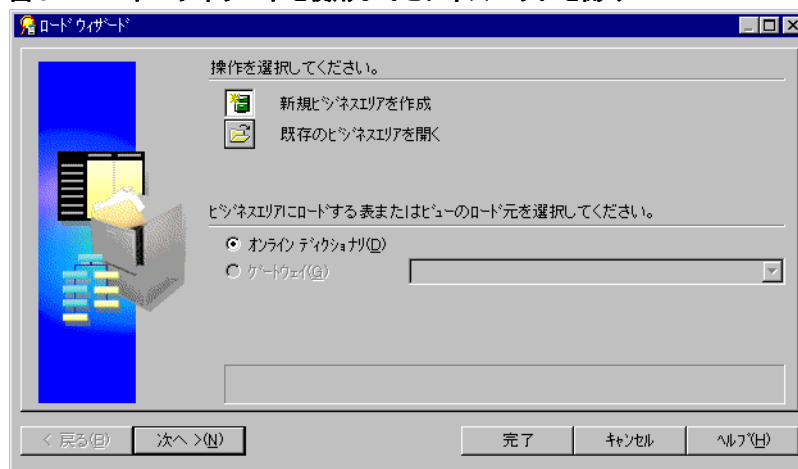 ロード ウィザード
操作を選択してください。
新規ビジネスエリアを作成
既存のビジネスエリアを開く
ビジネスエリアにロードする表またはビューのロード元を選択してください。
オンライン ディクショナリ(D)
ゲートウェイ(G)
< 戻る(B)
次へ >(N)
完了
キャンセル
ヘルプ(H)